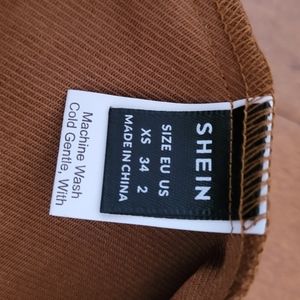 SHEIN
SIZE EU US
XS 34 2
MADE IN CHINA
Machine Wash
Cold Gentle, With